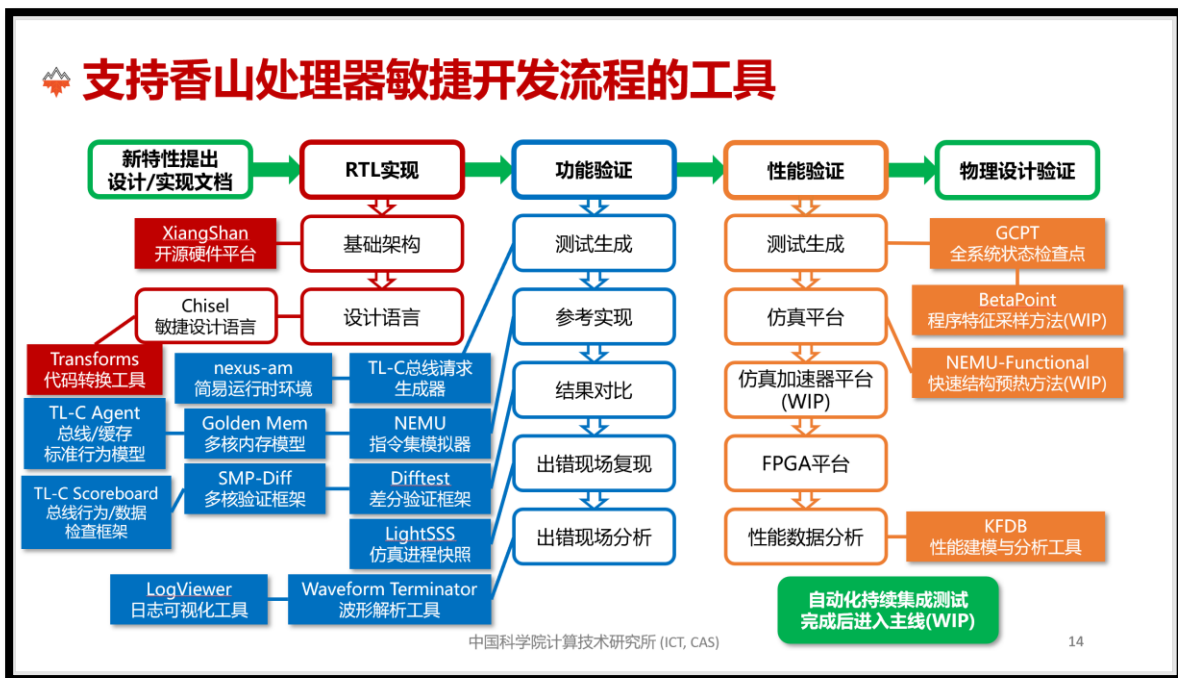 支持香山处理器敏捷开发流程的工具
新特性提出
设计/实现文档
RTL实现
功能验证
性能验证
物理设计验证
XiangShan
开源硬件平台
基础架构
测试生成
测试生成
GCPT
全系统状态检查点
Chisel
敏捷设计语言
设计语言
参考实现
仿真平台
BetaPoint
程序特征采样方法(WIP)
Transforms
代码转换工具
nexus-am
简易运行时环境
TL-C总线请求
生成器
结果对比
仿真加速器平台
(WIP)
NEMU-Functional
快速结构预热方法(WIP)
TL-C Agent
总线/缓存
标准行为模型
Golden Mem
多核内存模型
NEMU
指令集模拟器
出错现场复现
FPGA平台
TL-C Scoreboard
总线行为/数据
检查框架
SMP-Diff
多核验证框架
Difftest
差分验证框架
LightSSS
仿真进程快照
出错现场分析
性能数据分析
KFDB
性能建模与分析工具
LogViewer
日志可视化工具
Waveform Terminator
波形解析工具
自动化持续集成测试
完成后进入主线(WIP)
中国科学院计算技术研究所 (ICT, CAS)
14